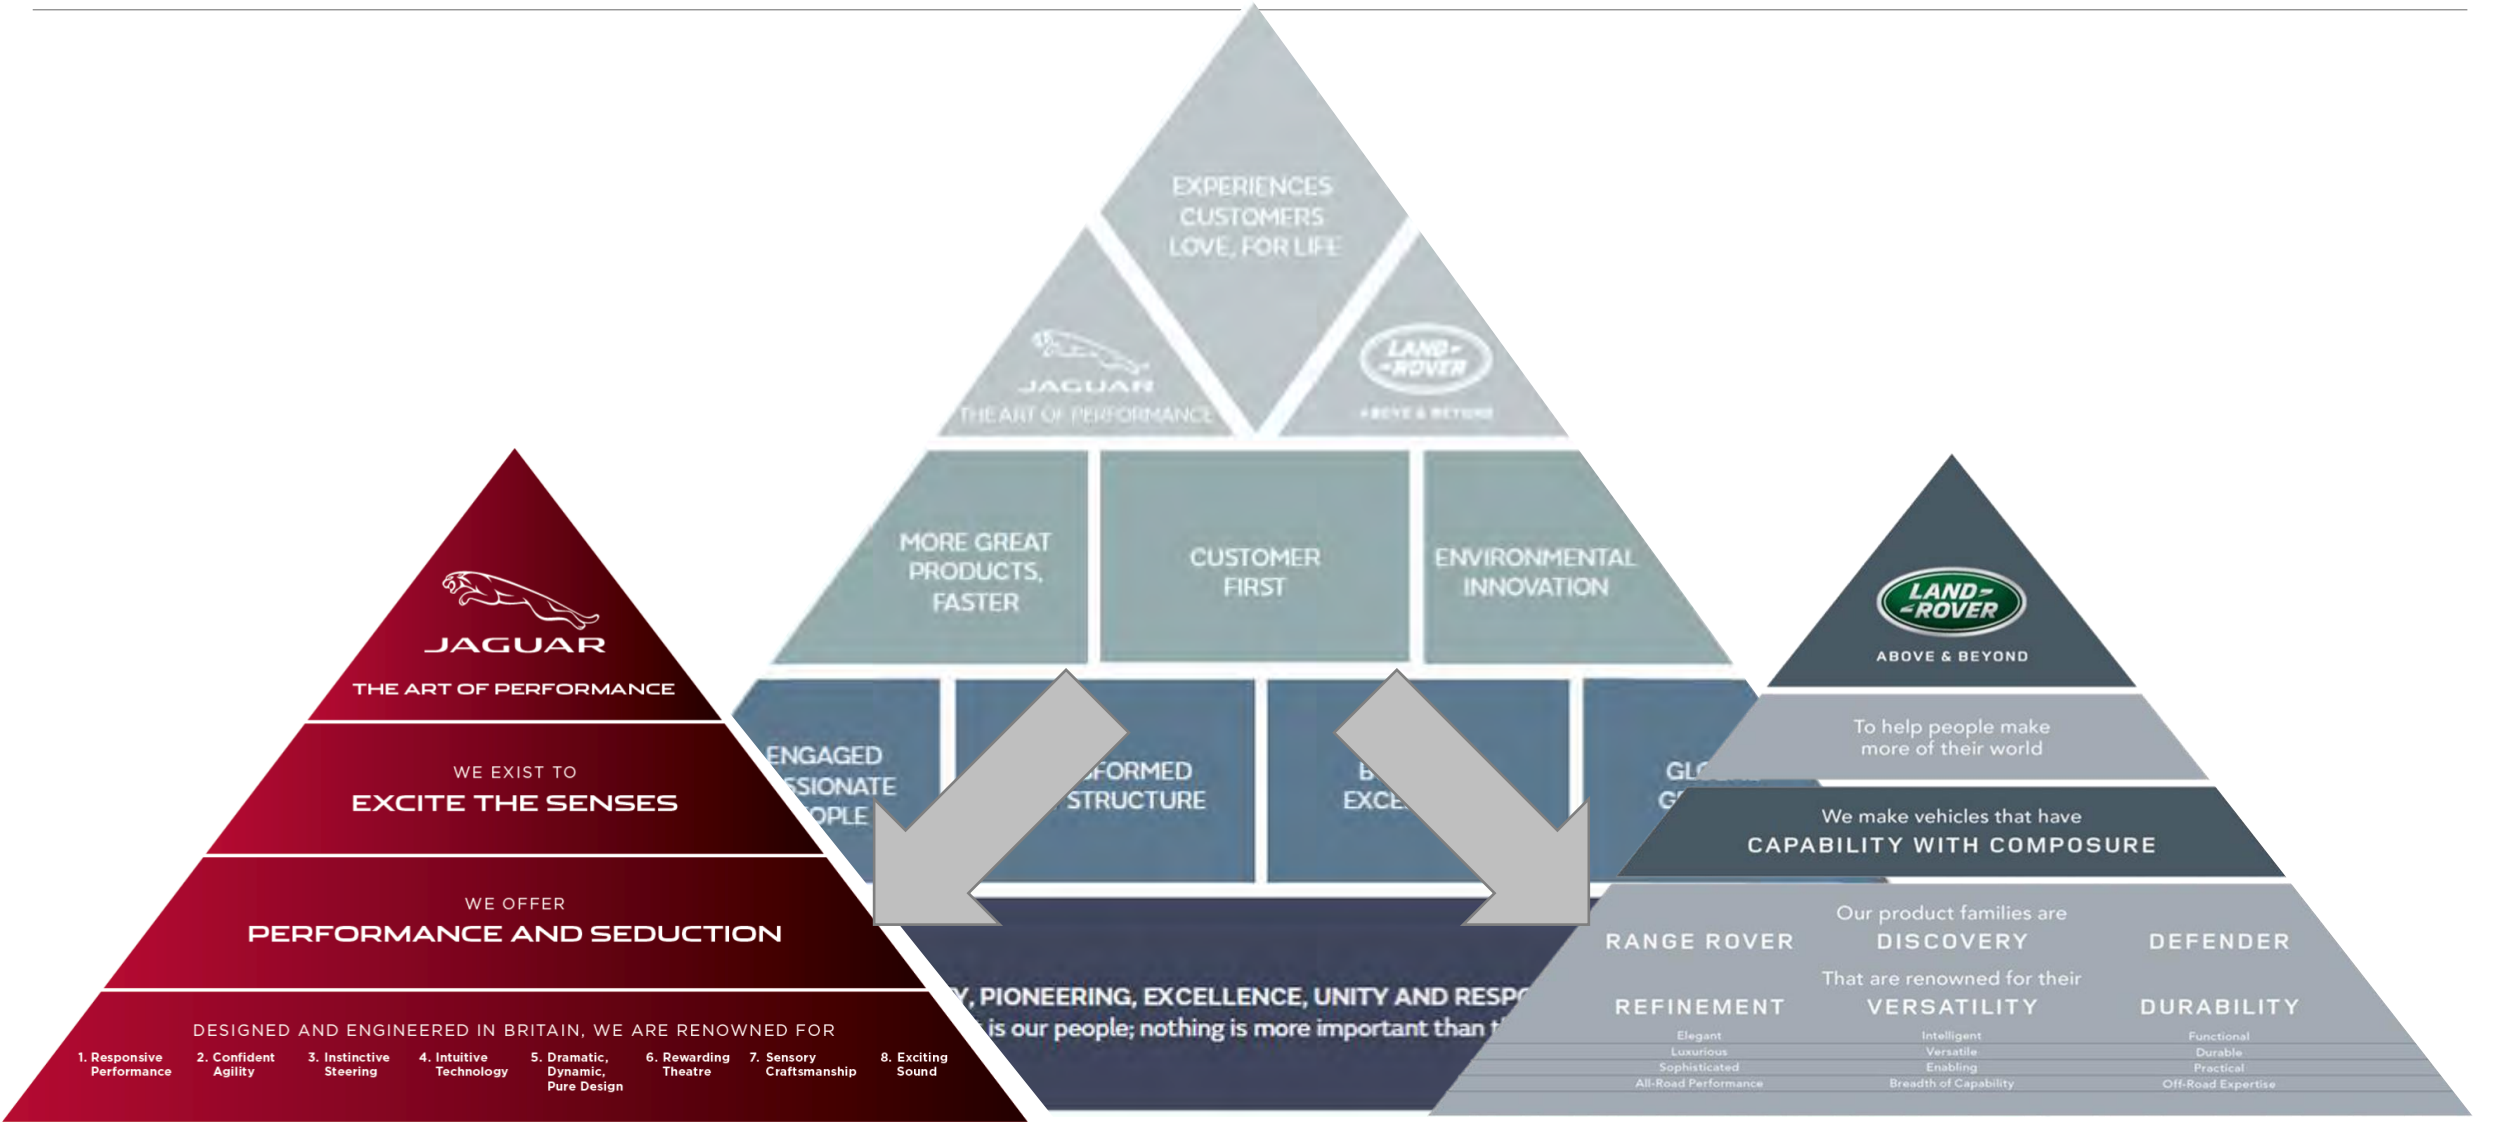 EXPERIENCES
CUSTOMERS
LOVE, FOR LIFE
JAGUAR
THE ART OF PERFORMANCE
LAND-
-ROVER
ABOVE & BEYOND
MORE GREAT
PRODUCTS,
FASTER
CUSTOMER
FIRST
ENVIRONMENTAL
INNOVATION
ENGAGED
STRUCTURE
, PIONEERING, EXCELLENCE, UNITY AND
is our people; nothing is more important than
JAGUAR
THE ART OF PERFORMANCE
WE EXIST TO
EXCITE THE SENSES
WE OFFER
PERFORMANCE AND SEDUCTION
DESIGNED AND ENGINEERED IN BRITAIN, WE ARE RENOWNED FOR
1. Responsive
Performance
2. Confident
Agility
3. Instinctive
Steering
4. Intuitive
Technology
5. Dramatic,
Dynamic,
Pure Design
6. Rewarding
Theatre
7. Sensory
Craftsmanship
8. Exciting
Sound
LAND-
-ROVER
ABOVE & BEYOND
To help people make
more of their world
We make vehicles that have
CAPABILITY WITH COMPOSURE
Our product families are
RANGE ROVER DISCOVERY DEFENDER
That are renowned for their
REFINEMENT VERSATILITY DURABILITY
Elegant Intelligent Functional
Luxurious Versatile Durable
Sophisticated Enabling Practical
All-Road Performance Breadth of Capability Off-Road Expertise